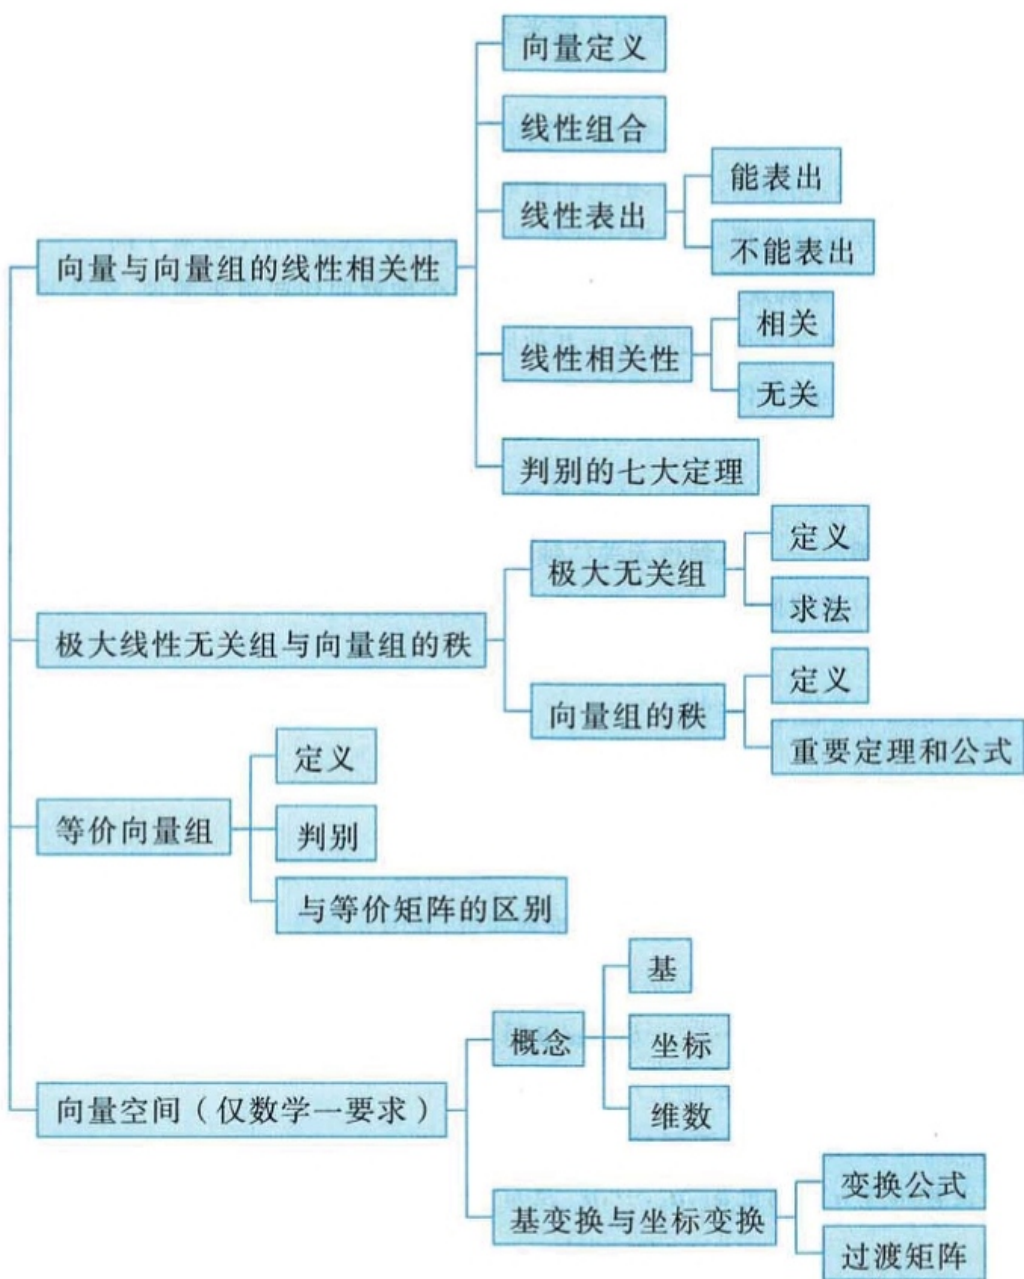 向量与向量组的线性相关性
向量定义
线性组合
线性表出
能表出
不能表出
线性相关性
相关
无关
判别的七大定理
极大线性无关组与向量组的秩
极大无关组
定义
求法
向量组的秩
定义
重要定理和公式
等价向量组
定义
判别
与等价矩阵的区别
向量空间（仅数学一要求）
概念
基
坐标
维数
基变换与坐标变换
变换公式
过渡矩阵